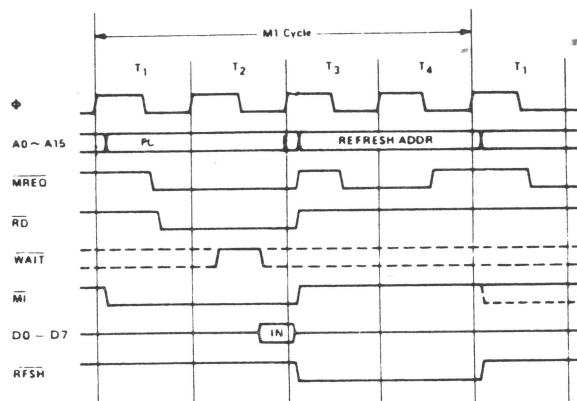 M1 Cycle
T1 T2 T3 T4 T1
Φ
A0 ~ A15 PC REFRESH ADDR
MREQ
RD
WAIT
M1
D0 – D7 IN
RFSH